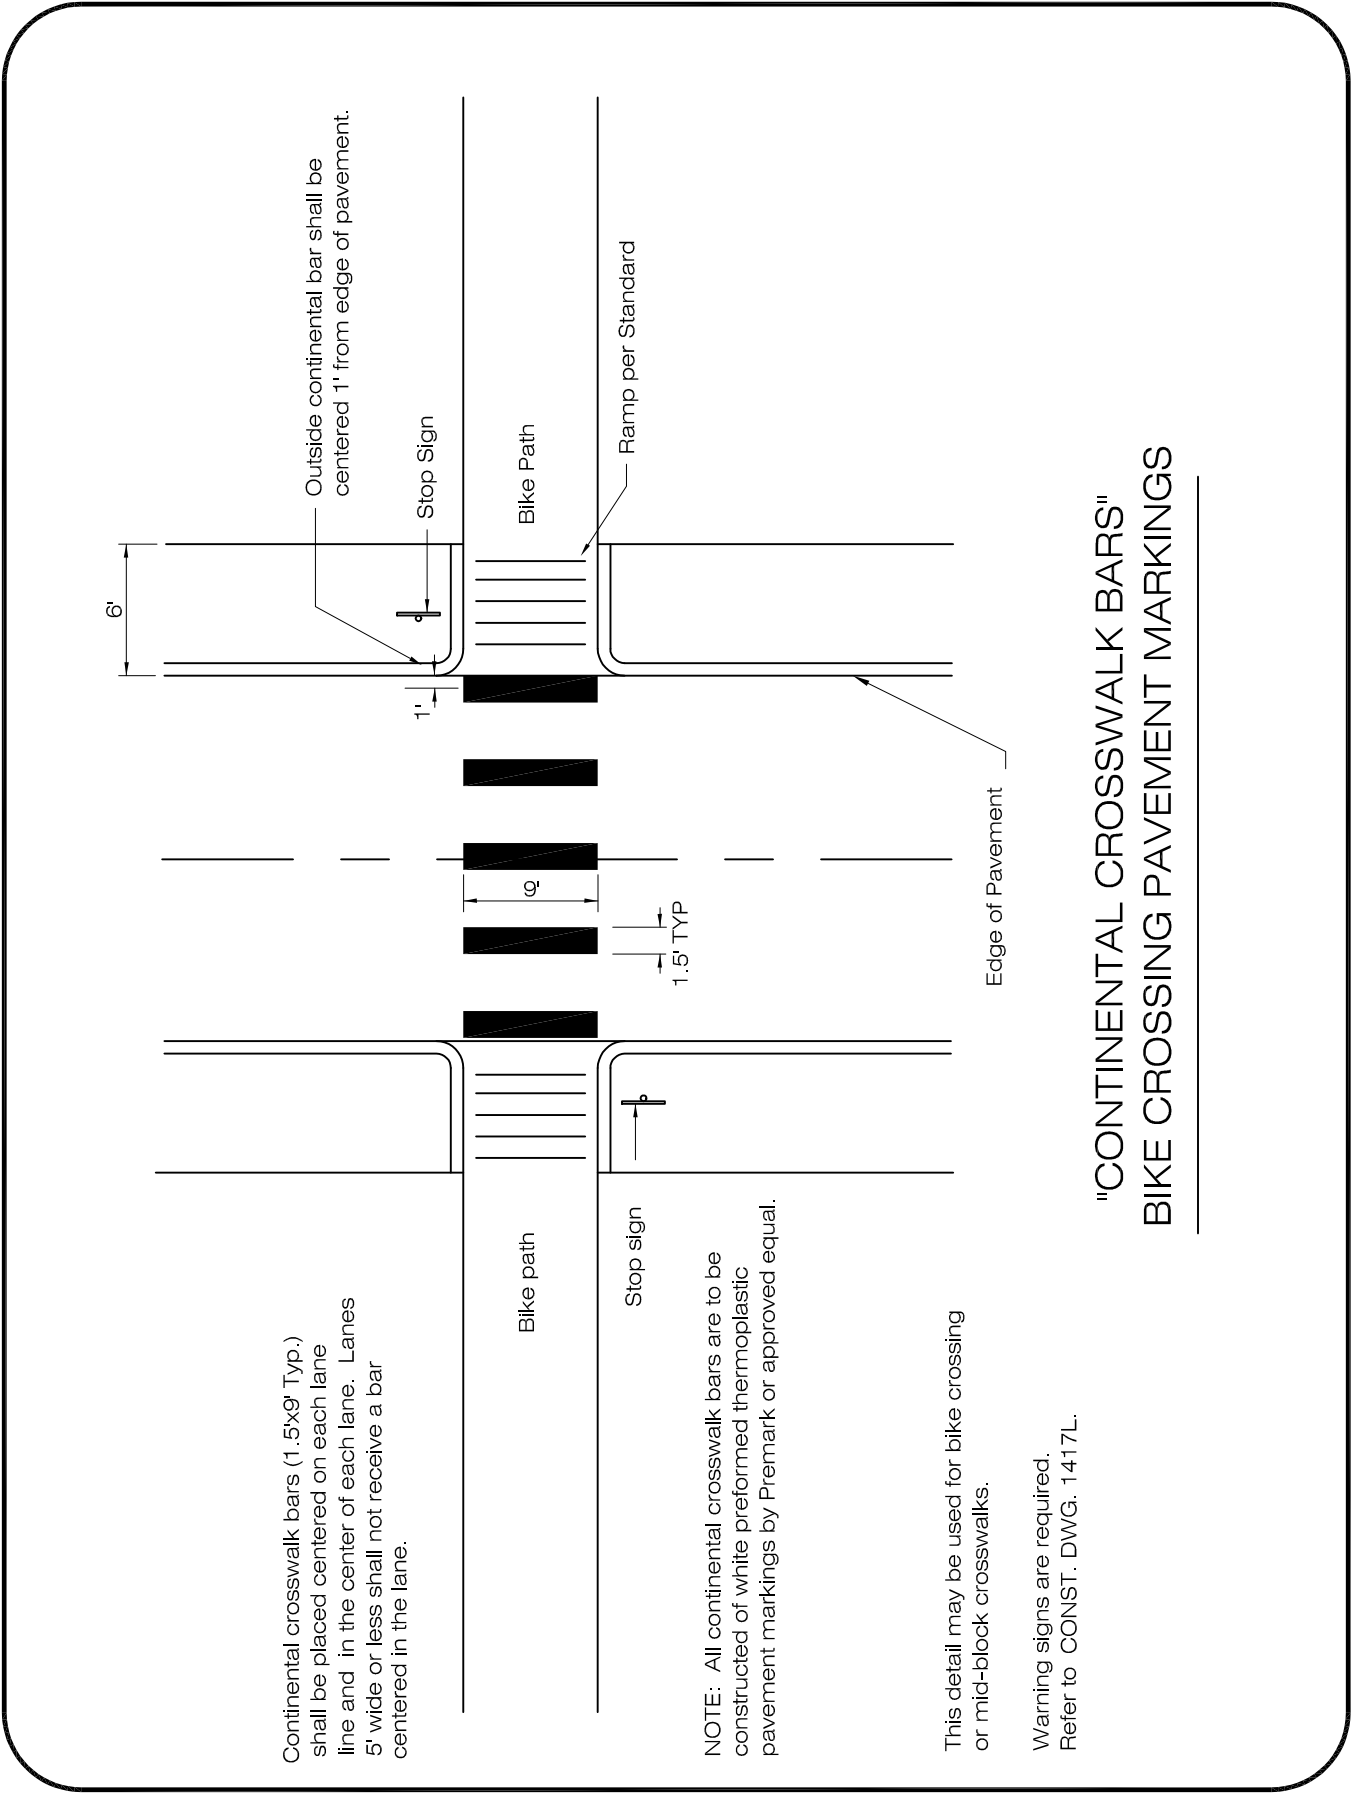 Continental crosswalk bars (1.5'x9' Typ.)
shall be placed centered on each lane
line and in the center of each lane. Lanes
5' wide or less shall not receive a bar
centered in the lane.
6'
Outside continental bar shall be
centered 1' from edge of pavement.
Stop Sign
1'
Bike path
9'
Bike Path
Stop sign
1.5' TYP
Ramp per Standard
NOTE: All continental crosswalk bars are to be
constructed of white preformed thermoplastic
pavement markings by Premark or approved equal.
Edge of Pavement
This detail may be used for bike crossing
or mid-block crosswalks.
Warning signs are required.
Refer to CONST. DWG. 1417L.
"CONTINENTAL CROSSWALK BARS"
BIKE CROSSING PAVEMENT MARKINGS